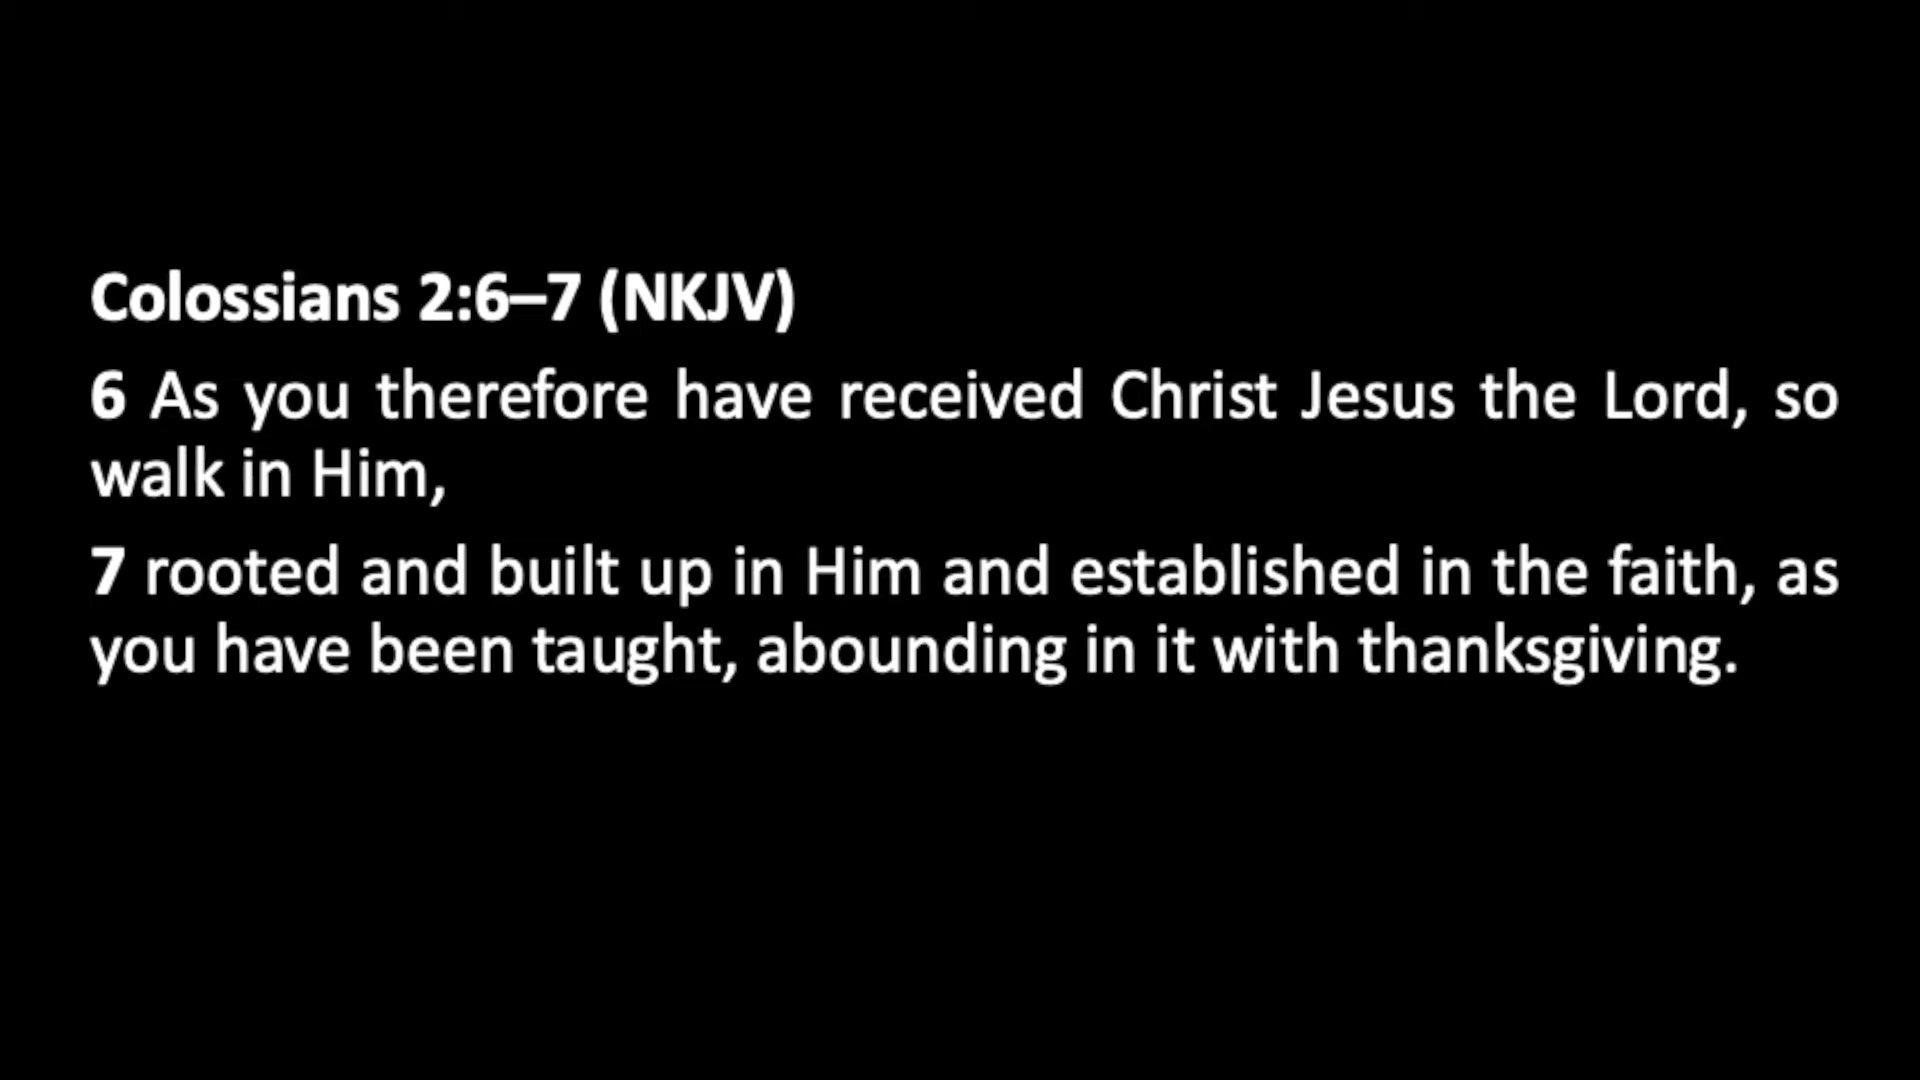 Colossians 2:6–7 (NKJV)
6 As you therefore have received Christ Jesus the Lord, so
walk in Him,
7 rooted and built up in Him and established in the faith, as
you have been taught, abounding in it with thanksgiving.